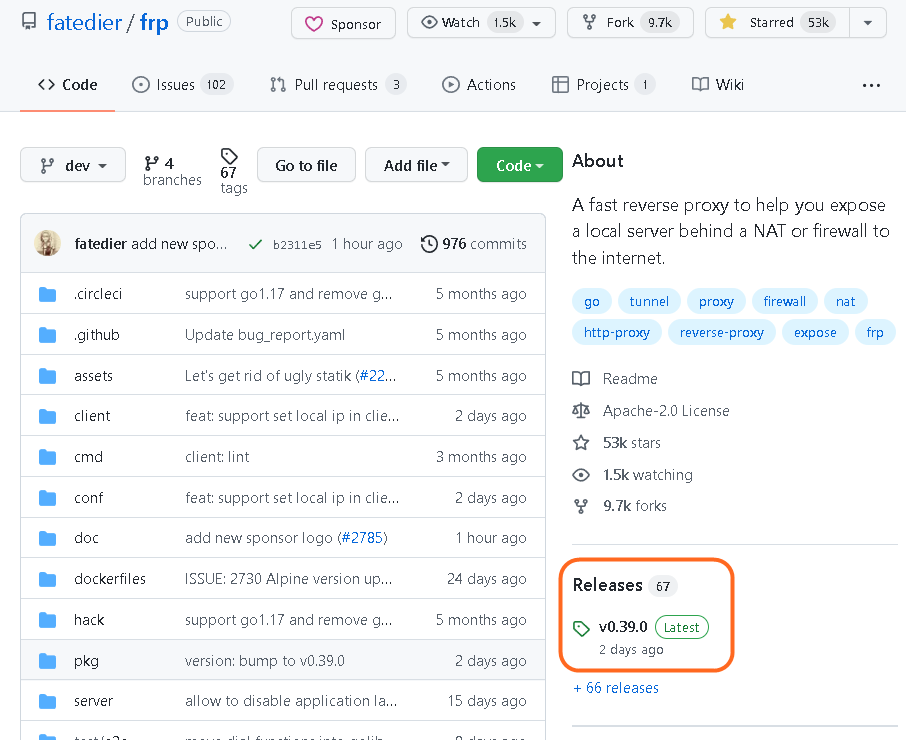 fatedier / frp Public Sponsor Watch 1.5k Fork 9.7k Starred 53k
Code Issues 102 Pull requests 3 Actions Projects 1 Wiki ...
dev 4 branches 67 tags Go to file Add file Code
fatedier add new spo... b2311e5 1 hour ago 976 commits
.circleci support go1.17 and remove g... 5 months ago
.github Update bug_report.yaml 5 months ago
assets Let's get rid of ugly statik (#22... 5 months ago
client feat: support set local ip in clie... 2 days ago
cmd client: lint 3 months ago
conf feat: support set local ip in clie... 2 days ago
doc add new sponsor logo (#2785) 1 hour ago
dockerfiles ISSUE: 2730 Alpine version up... 24 days ago
hack support go1.17 and remove g... 5 months ago
pkg version: bump to v0.39.0 2 days ago
server allow to disable application la... 15 days ago
About
A fast reverse proxy to help you expose
a local server behind a NAT or firewall to
the internet.
go tunnel proxy firewall nat
http-proxy reverse-proxy expose frp
Readme
Apache-2.0 License
53k stars
1.5k watching
9.7k forks
Releases 67
v0.39.0 Latest
2 days ago
+ 66 releases